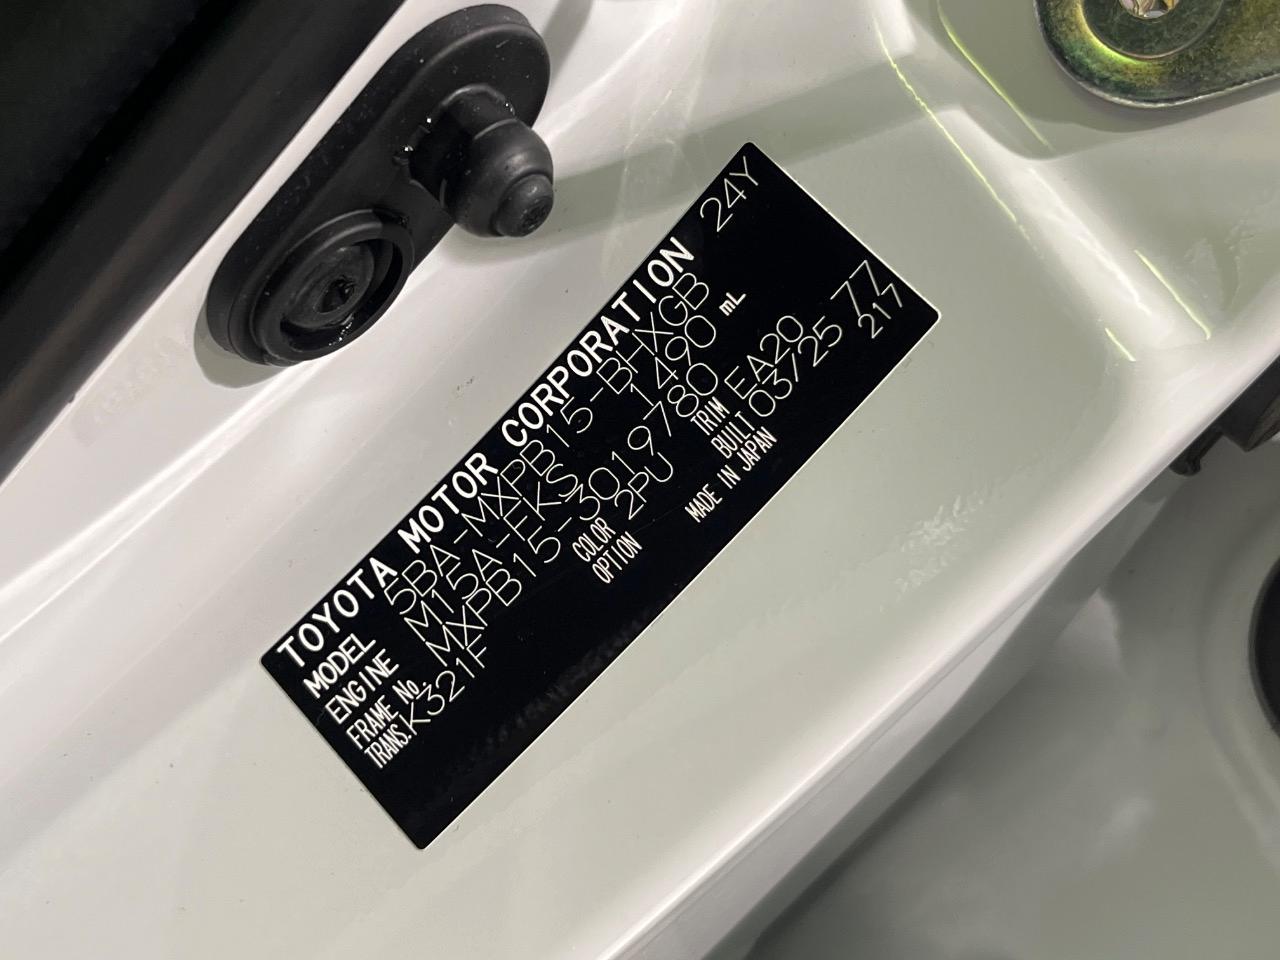 TOYOTA MOTOR CORPORATION 24Y
MODEL 5BA-MXPB15-BHXGB
ENGINE M15A-FKS 1490 mL
FRAME No. MXPB15-3019780
TRANS. K321F COLOR 2PU TRIM EA20
OPTION BUILT 03/25 77
MADE IN JAPAN 217